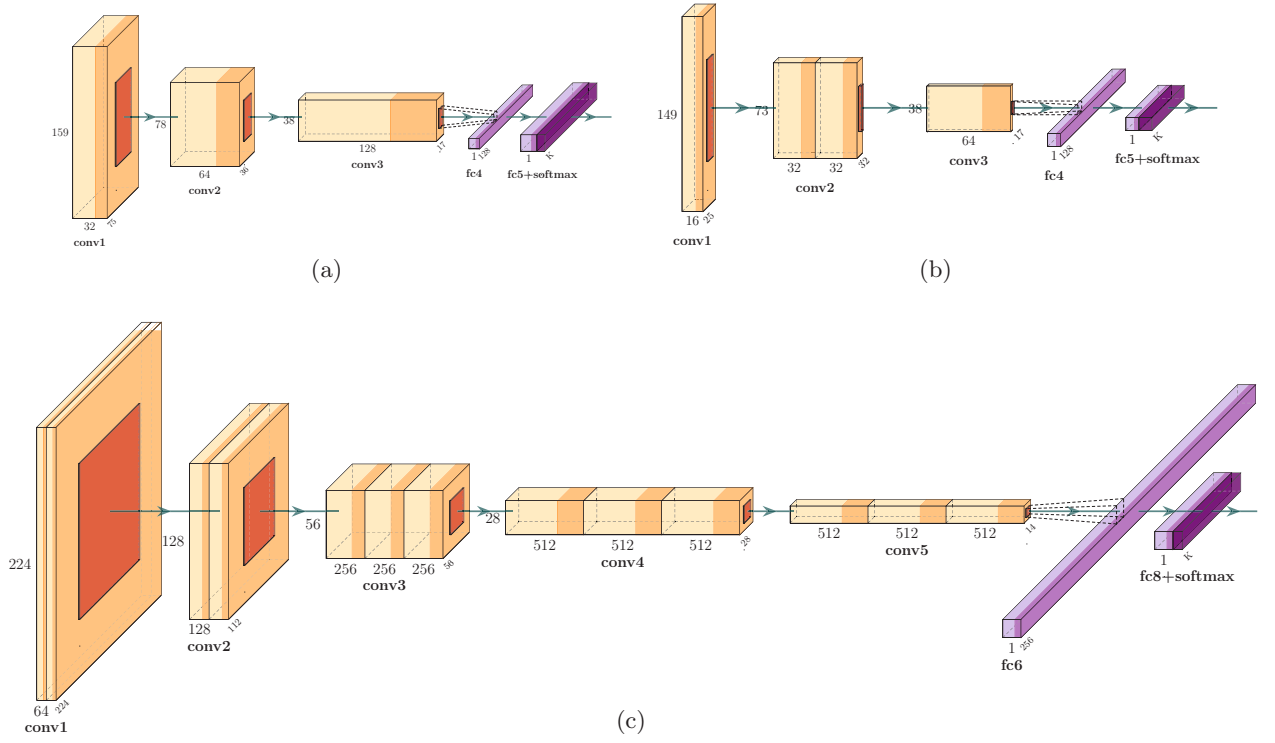 159
32
75
conv1
78
64
36
conv2
38
128
17
conv3
1
128
fc4
1
K
fc5+softmax
(a)
149
16
25
conv1
73
32
32
32
conv2
38
64
17
conv3
1
128
fc4
1
K
fc5+softmax
(b)
224
64
224
conv1
128
128
112
conv2
56
256
256
256
56
conv3
28
512
512
512
28
conv4
512
512
512
14
conv5
1
256
fc6
1
K
fc8+softmax
(c)